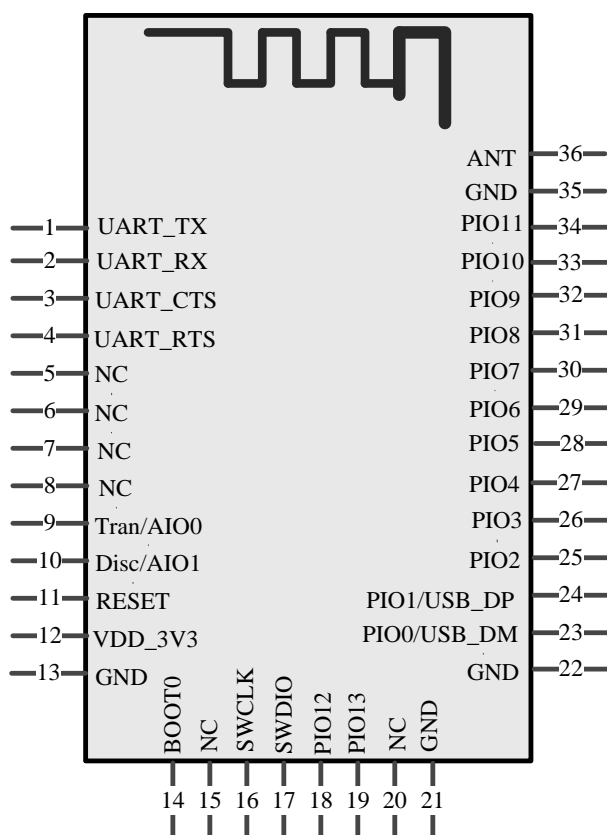 1 UART_TX
2 UART_RX
3 UART_CTS
4 UART_RTS
5 NC
6 NC
7 NC
8 NC
9 Tran/AIO0
10 Disc/AIO1
11 RESET
12 VDD_3V3
13 GND
BOOT0 14
NC 15
SWCLK 16
SWDIO 17
PIO12 18
PIO13 19
NC 20
GND 21
ANT 36
GND 35
PIO11 34
PIO10 33
PIO9 32
PIO8 31
PIO7 30
PIO6 29
PIO5 28
PIO4 27
PIO3 26
PIO2 25
PIO1/USB_DP 24
PIO0/USB_DM 23
GND 22